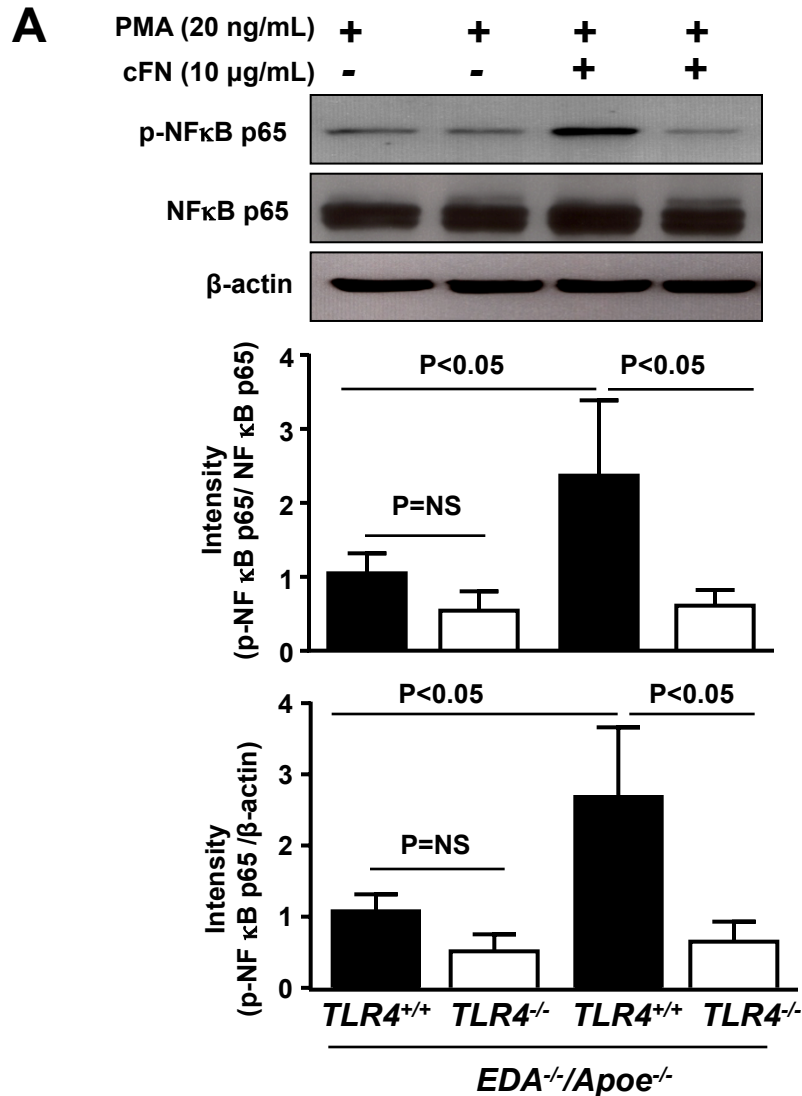 A
PMA (20 ng/mL) + + + +
cFN (10 µg/mL) - - + +
p-NFκB p65
NFκB p65
β-actin
Intensity
(p-NF κB p65/ NF κB p65)
4
3
2
1
0
P<0.05 P<0.05
P=NS
Intensity
(p-NF κB p65 /β-actin)
4
3
2
1
0
P<0.05 P<0.05
P=NS
TLR4+/+ TLR4-/- TLR4+/+ TLR4-/-
EDA-/-/Apoe-/-